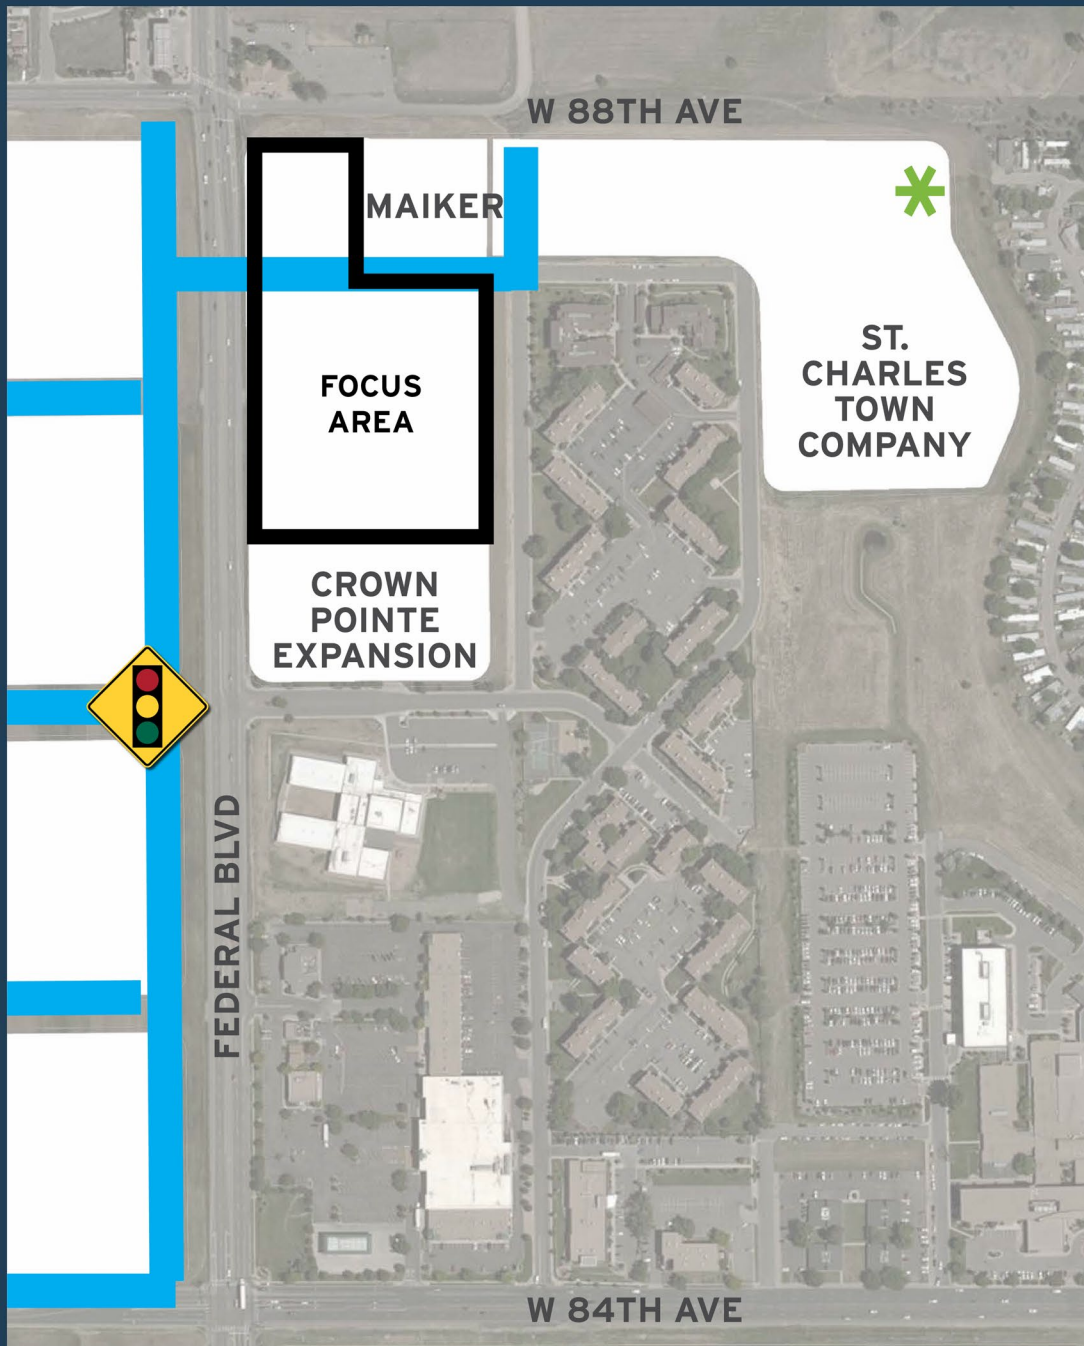 W 88TH AVE
MAIKER
FOCUS
AREA
ST.
CHARLES
TOWN
COMPANY
CROWN
POINTE
EXPANSION
FEDERAL BLVD
W 84TH AVE